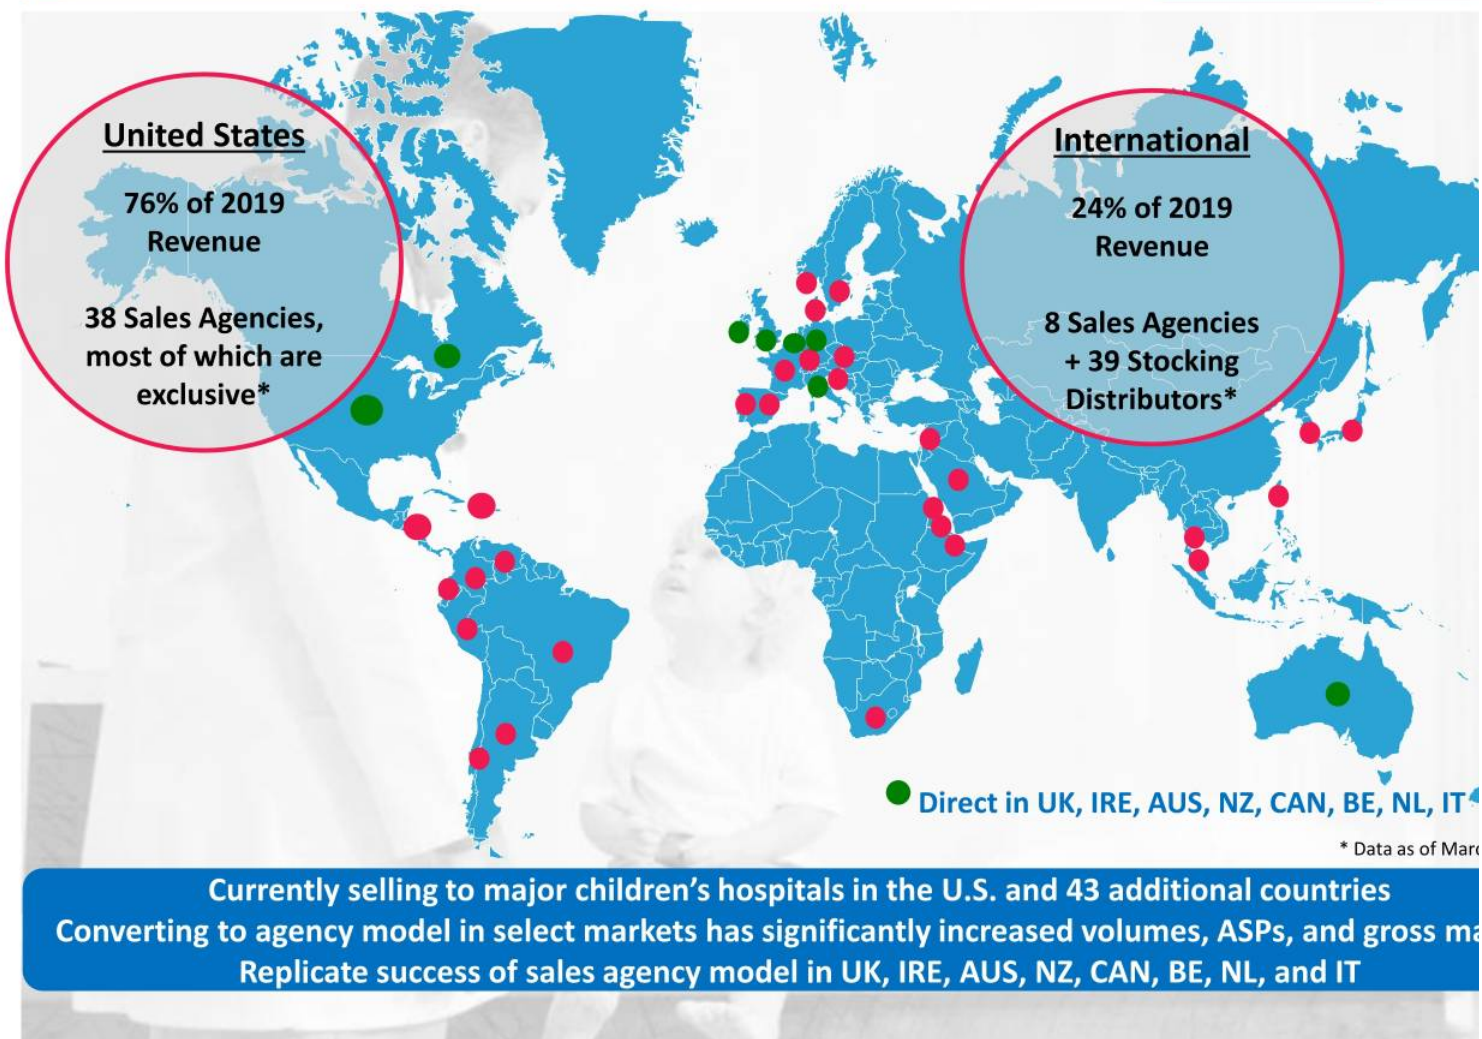 United States
76% of 2019
Revenue
38 Sales Agencies,
most of which are
exclusive*
International
24% of 2019
Revenue
8 Sales Agencies
+ 39 Stocking
Distributors*
Direct in UK, IRE, AUS, NZ, CAN, BE, NL, IT
* Data as of
Currently selling to major children’s hospitals in the U.S. and 43 additional countries
Converting to agency model in select markets has significantly increased volumes, ASPs, and gross
Replicate success of sales agency model in UK, IRE, AUS, NZ, CAN, BE, NL, and IT